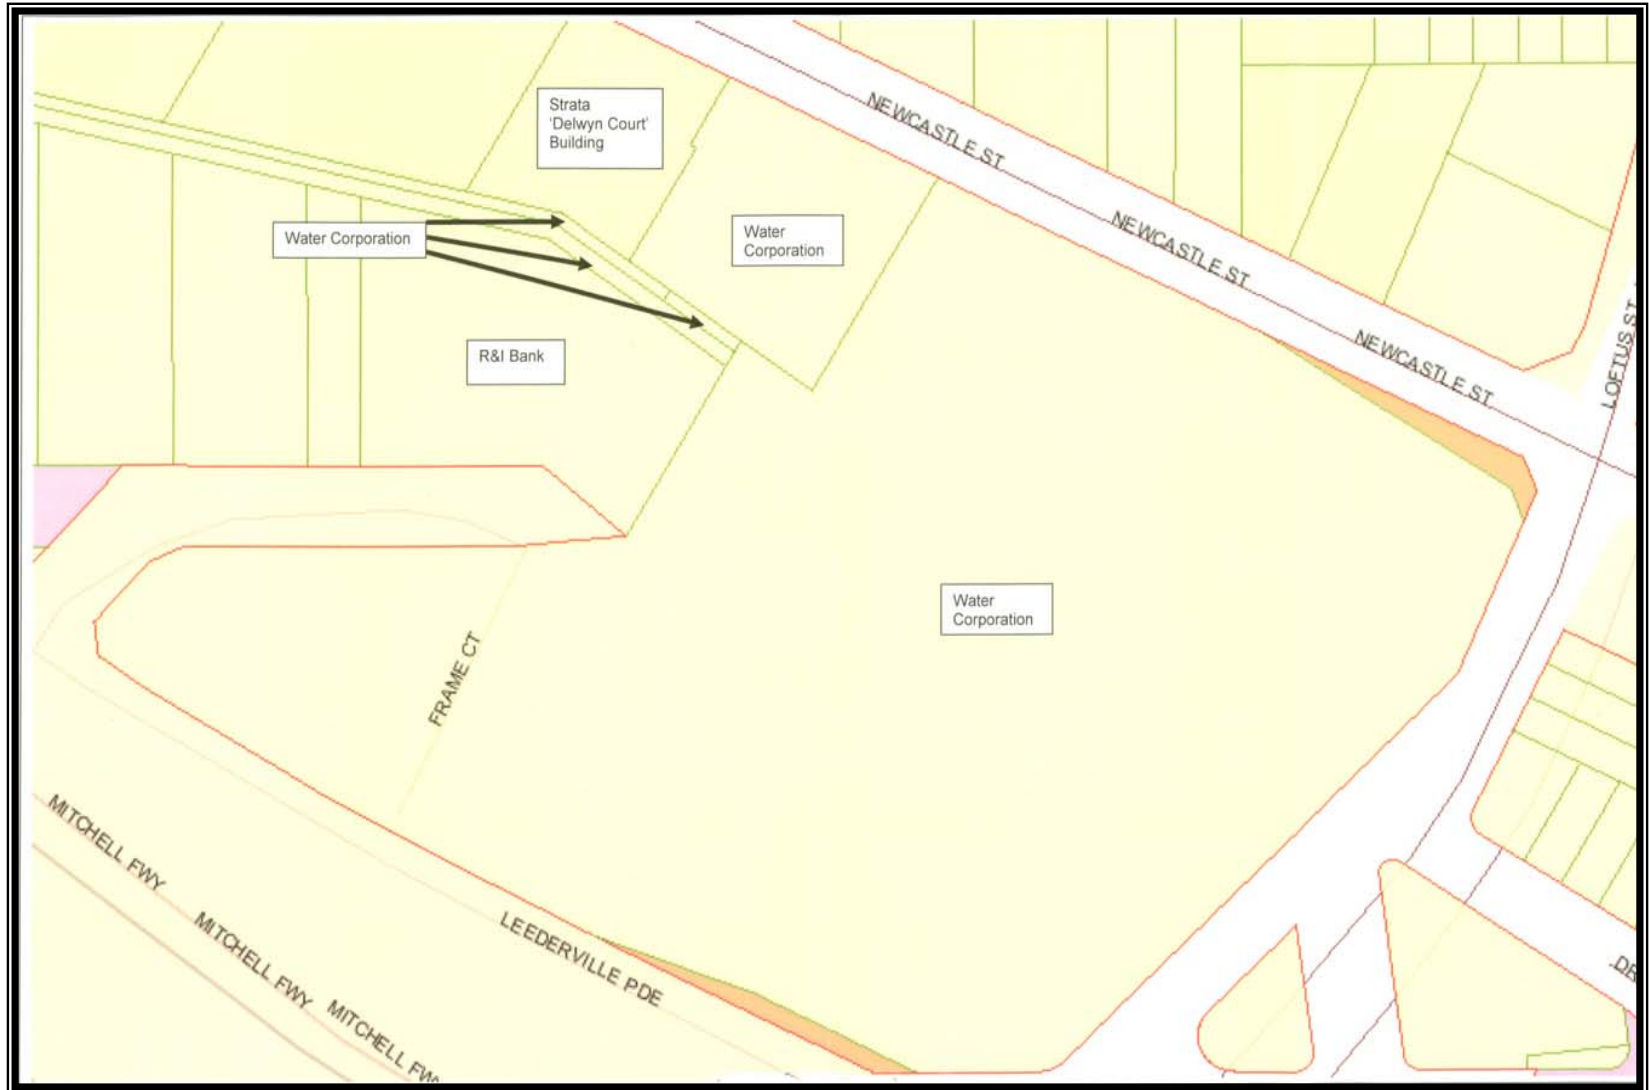 NEWCASTLE ST
Strata
'Delwyn Court'
Building
Water Corporation
Water
Corporation
NEWCASTLE ST
NEWCASTLE ST
LOFTUS ST
R&I Bank
Water
Corporation
FRAME CT
MITCHELL FWY
MITCHELL FWY
MITCHELL
LEEDERVILLE PDE